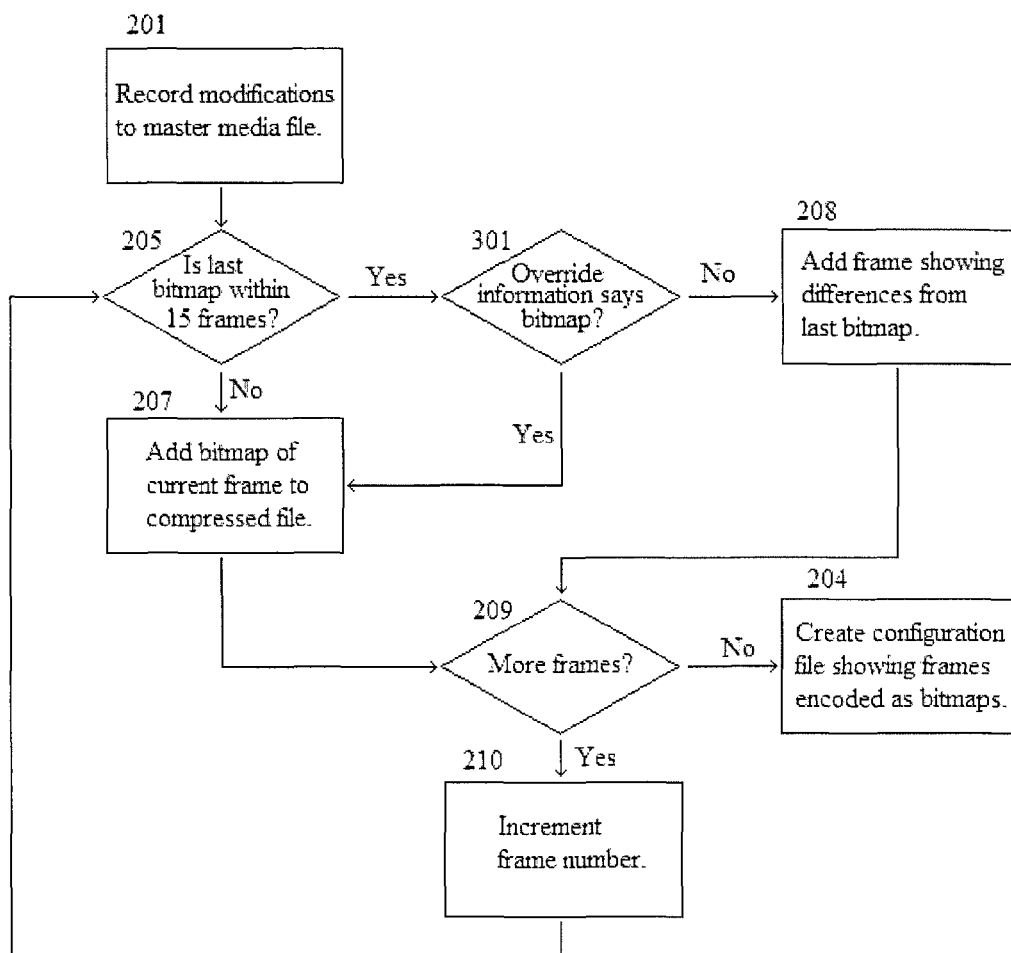 201
Record modifications
to master media file.
205
Is last
bitmap within
15 frames?
Yes
301
Override
information says
bitmap?
No
208
Add frame showing
differences from
last bitmap.
No
207
Add bitmap of
current frame to
compressed file.
Yes
209
More frames?
No
204
Create configuration
file showing frames
encoded as bitmaps.
Yes
210
Increment
frame number.